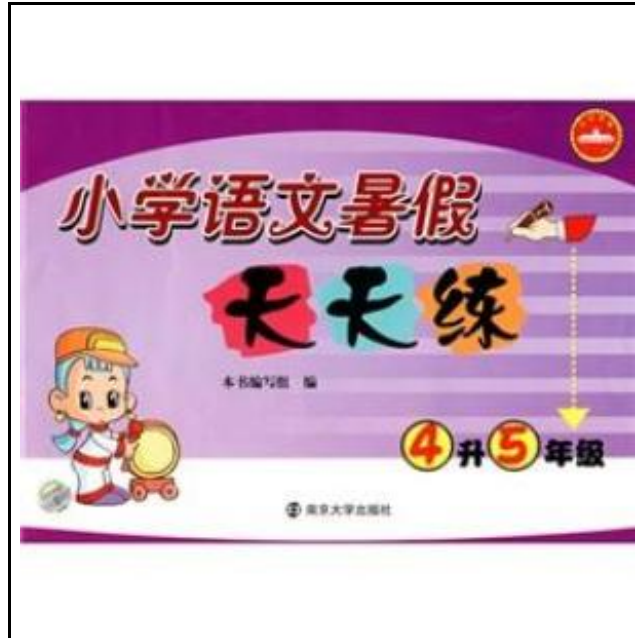 小学语文暑假
天天练
本书编写组 编
4升5年级
南京大学出版社